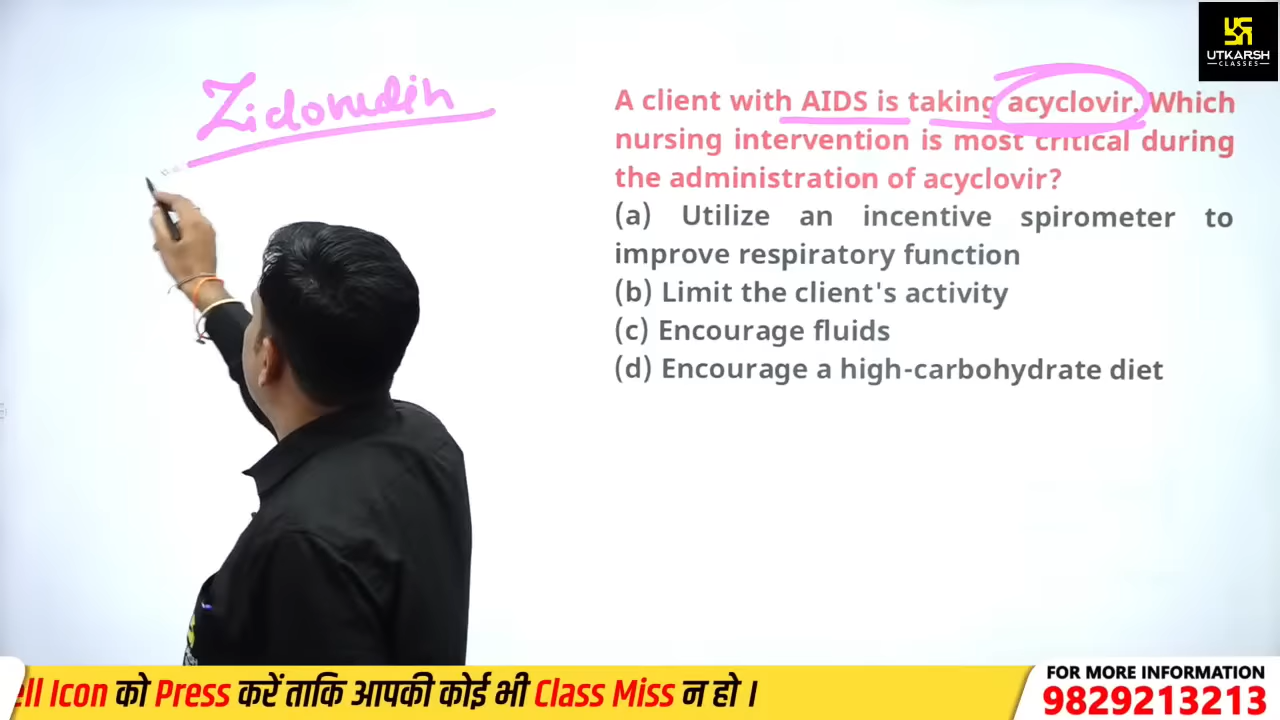 UTKARSH
CLASSES
Zidovudin
A client with AIDS is taking acyclovir. Which
nursing intervention is most critical during
the administration of acyclovir?
(a) Utilize an incentive spirometer to
improve respiratory function
(b) Limit the client's activity
(c) Encourage fluids
(d) Encourage a high-carbohydrate diet
ell Icon को Press करें ताकि आपकी कोई भी Class Miss न हो ।
FOR MORE INFORMATION
9829213213